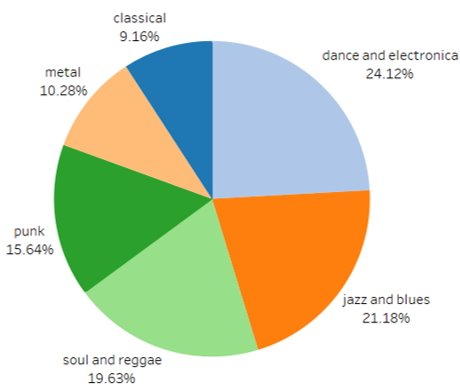 classical
9.16%
dance and electronica
24.12%
metal
10.28%
punk
15.64%
jazz and blues
21.18%
soul and reggae
19.63%